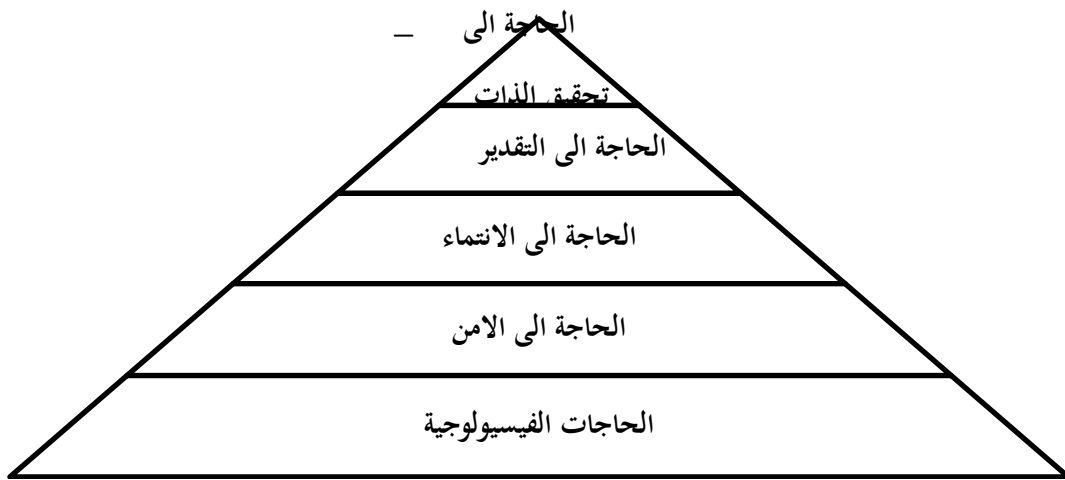 الحاجة الى _
تحقيق الذات
الحاجة الى التقدير
الحاجة الى الانتماء
الحاجة الى الامن
الحاجات الفيسيولوجية